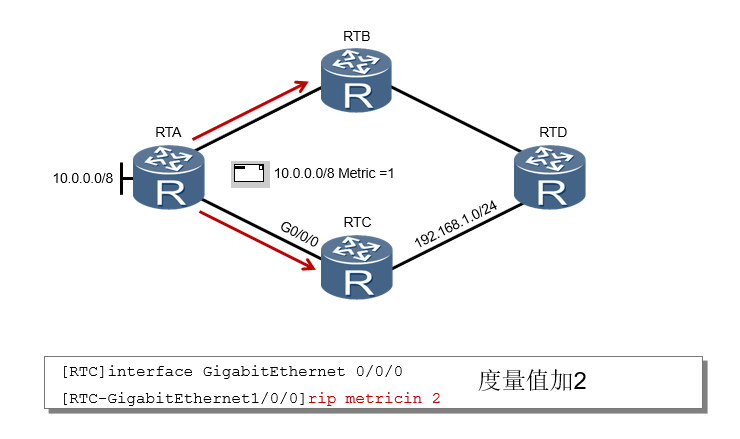 RTB
RTA
RTD
10.0.0.0/8
10.0.0.0/8 Metric =1
R
R
R
R
G0/0/0
RTC
192.168.1.0/24
[RTC]interface GigabitEthernet 0/0/0
[RTC-GigabitEthernet1/0/0]rip metricin 2
度量值加2